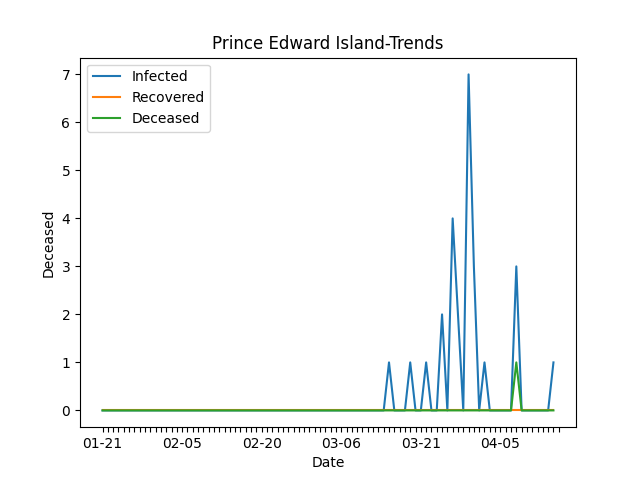 Prince Edward Island-Trends
Infected
Recovered
Deceased
7
6
5
4
3
2
1
0
Deceased
01-21
02-05
02-20
03-06
03-21
04-05
Date